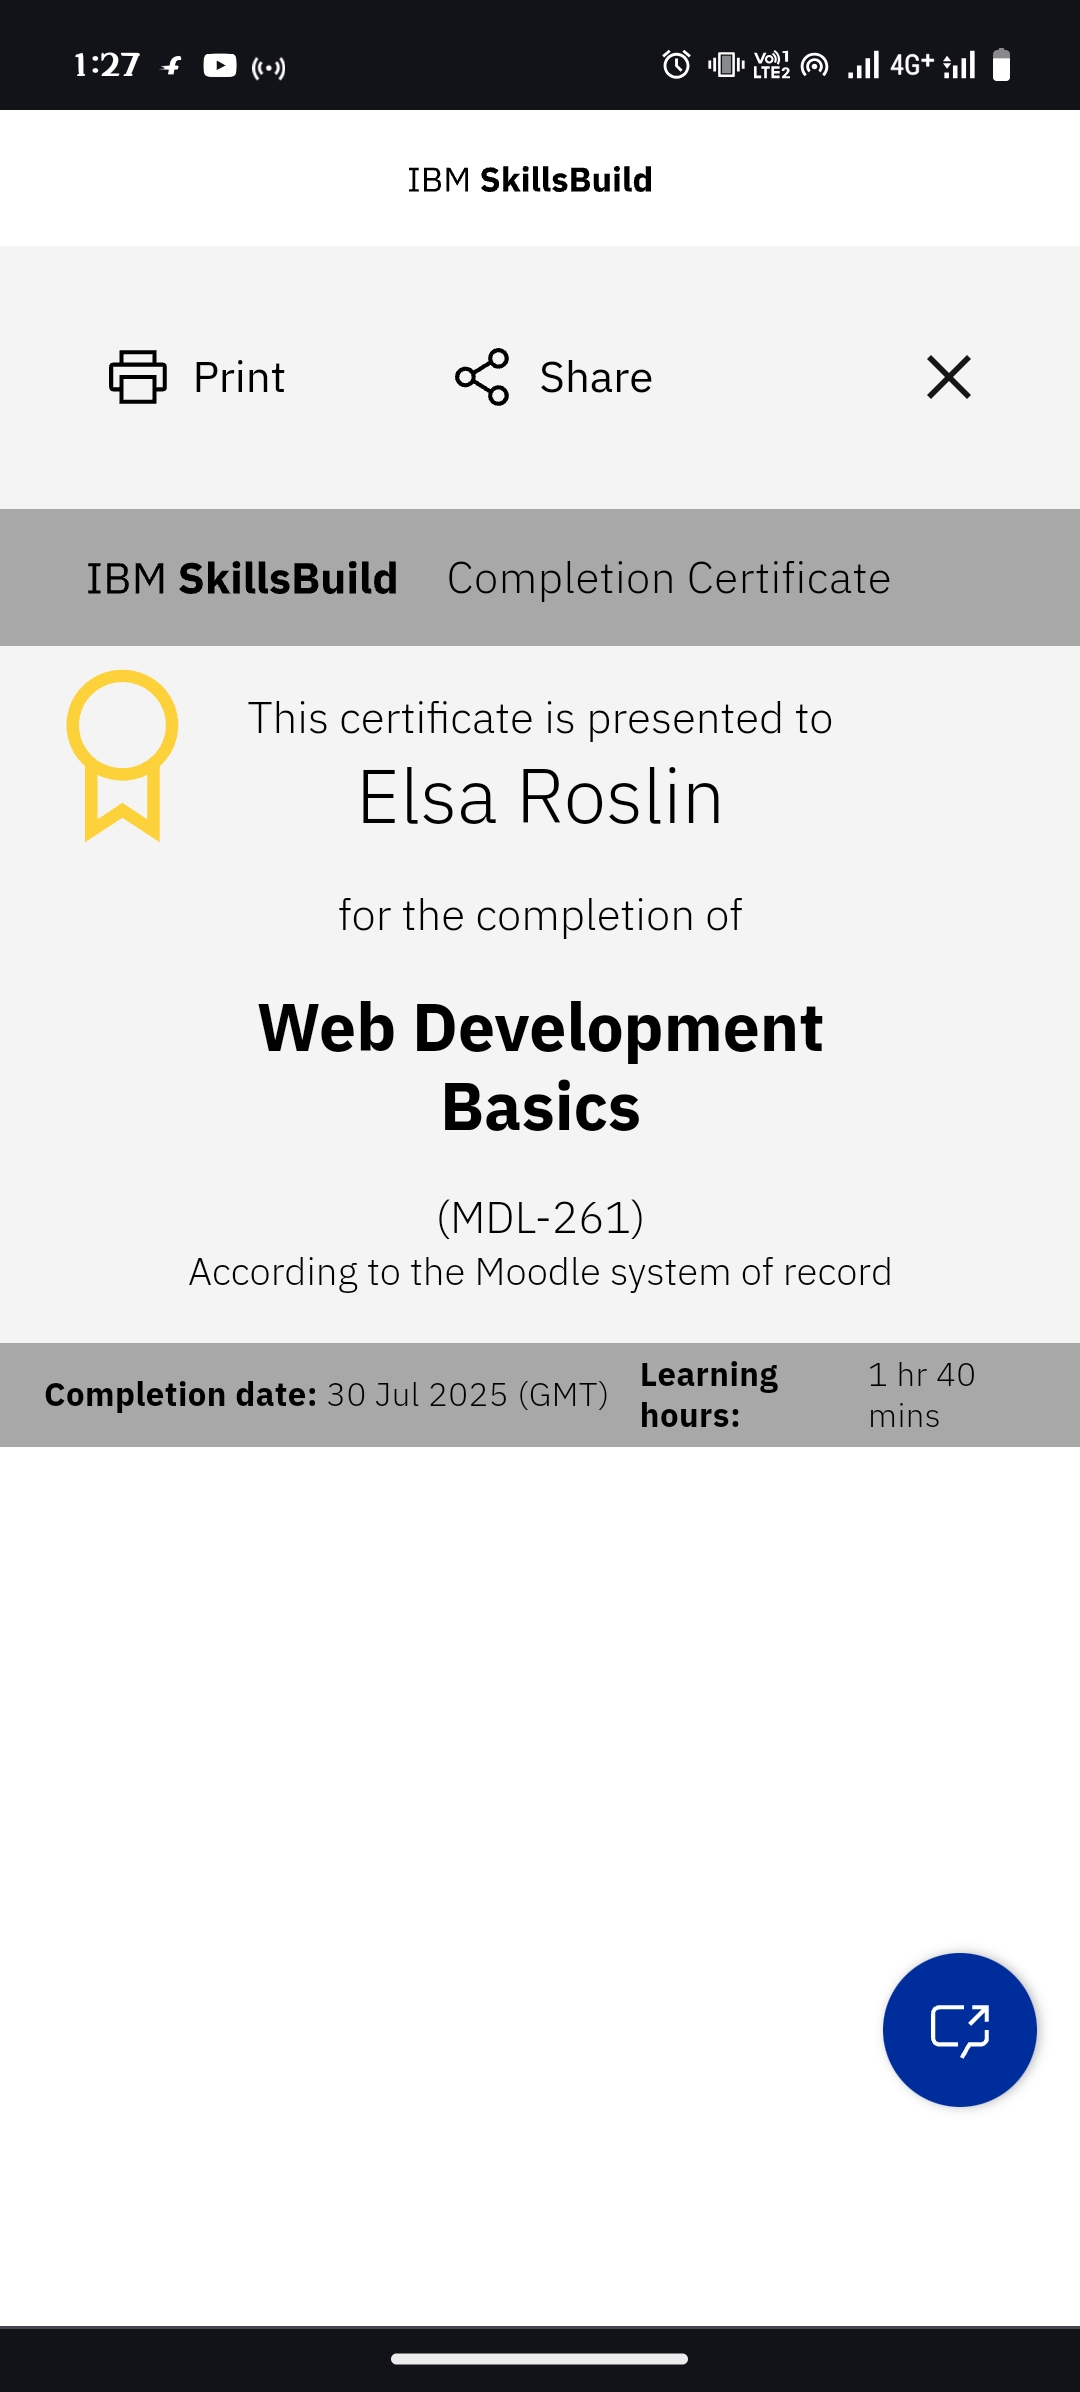 1:27
Vo)) 1
LTE2
4G+
IBM SkillsBuild
Print
Share
IBM SkillsBuild Completion Certificate
This certificate is presented to
Elsa Roslin
for the completion of
Web Development
Basics
(MDL-261)
According to the Moodle system of record
Completion date: 30 Jul 2025 (GMT)
Learning
hours:
1 hr 40
mins